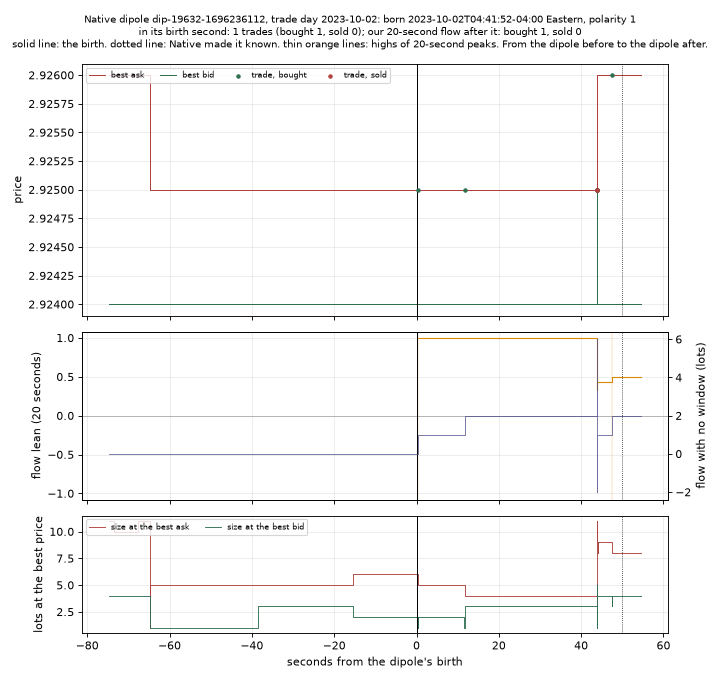 Native dipole dip-19632-1696236112, trade day 2023-10-02: born 2023-10-02T04:41:52-04:00 Eastern, polarity 1
in its birth second: 1 trades (bought 1, sold 0); our 20-second flow after it: bought 1, sold 0
solid line: the birth. dotted line: Native made it known. thin orange lines: highs of 20-second peaks. From the dipole before to the dipole after.
best ask best bid trade, bought trade, sold
2.92600
2.92575
2.92550
2.92525
2.92500
2.92475
2.92450
2.92425
2.92400
price
1.0
0.5
0.0
−0.5
−1.0
flow lean (20 seconds)
6
4
2
0
−2
flow with no window (lots)
size at the best ask size at the best bid
10.0
7.5
5.0
2.5
lots at the best price
−80 −60 −40 −20 0 20 40 60
seconds from the dipole's birth